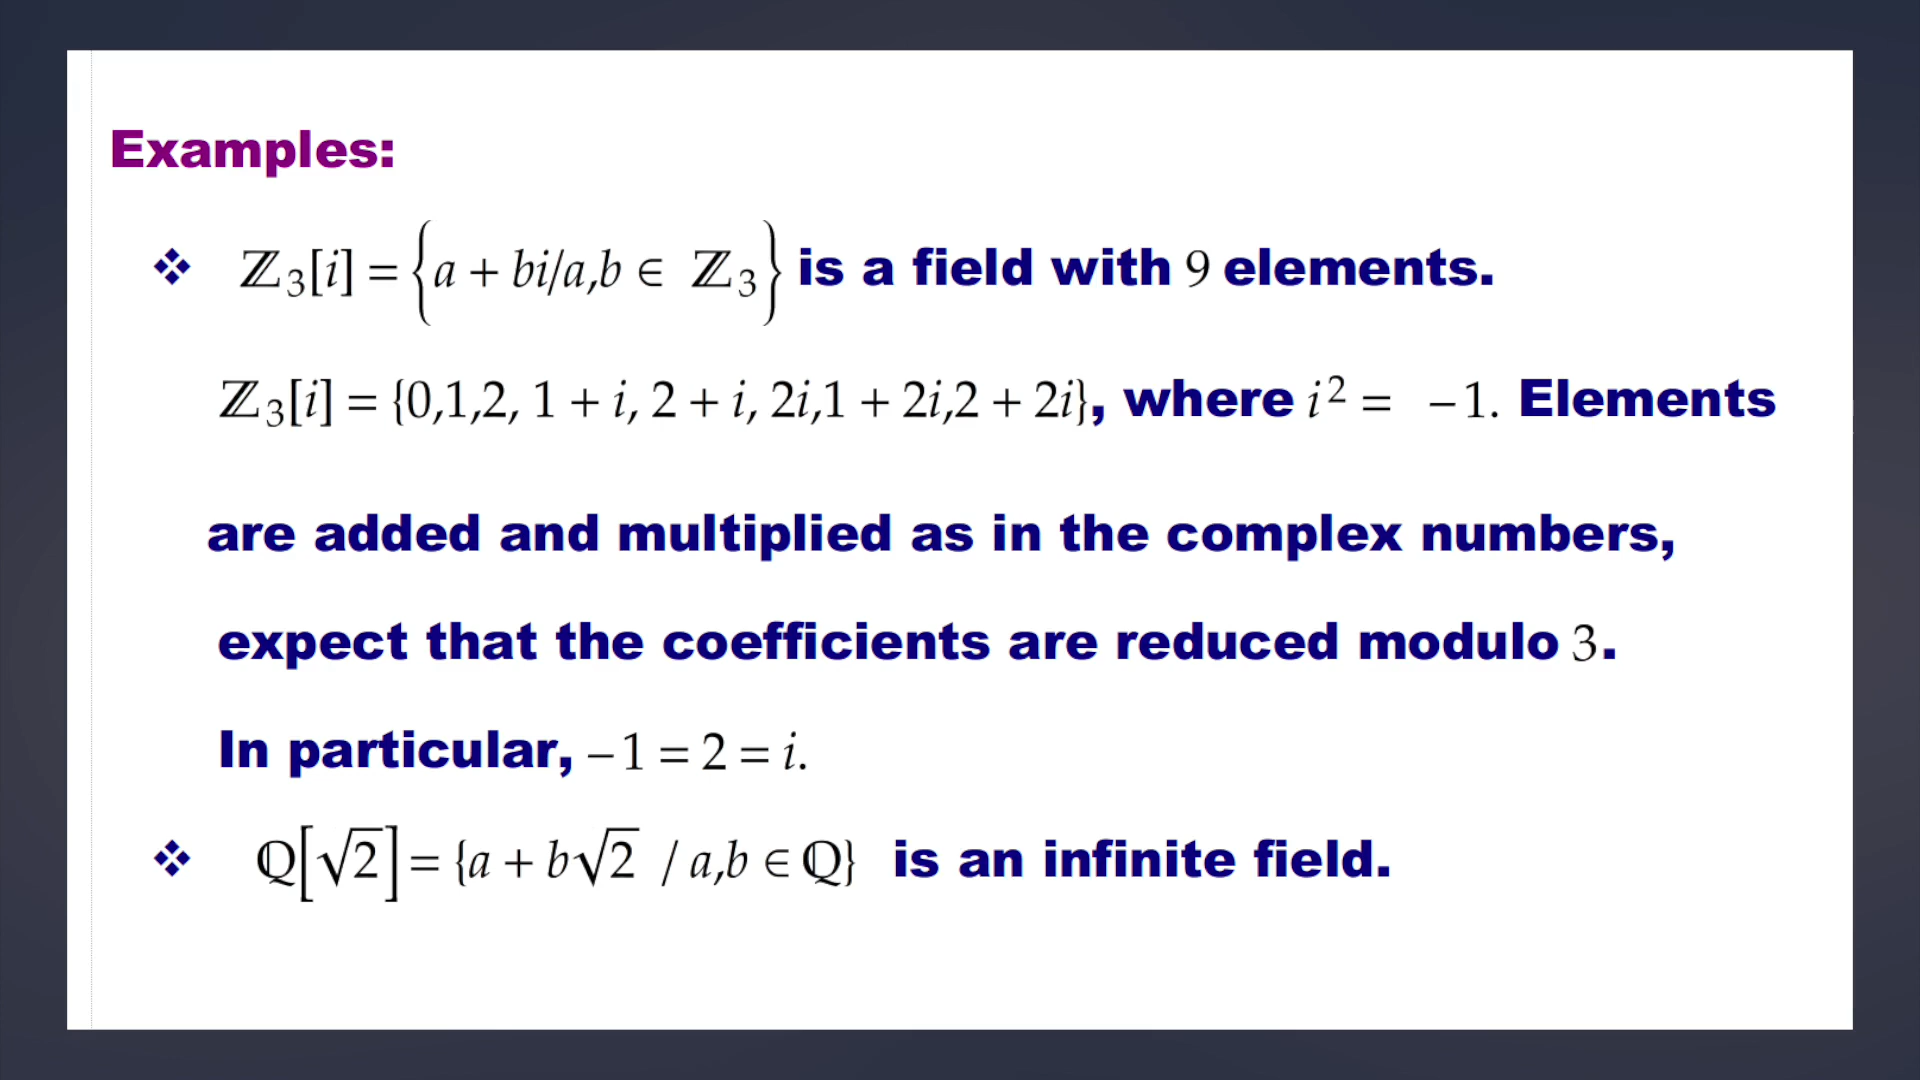 Examples:
❖ ℤ₃[i] = {a + bi/a,b ∈ ℤ₃} is a field with 9 elements.
ℤ₃[i] = {0,1,2, 1 + i, 2 + i, 2i,1 + 2i,2 + 2i}, where i² = −1. Elements
are added and multiplied as in the complex numbers,
expect that the coefficients are reduced modulo 3.
In particular, −1 = 2 = i.
❖ ℚ[√2] = {a + b√2 / a,b ∈ ℚ} is an infinite field.